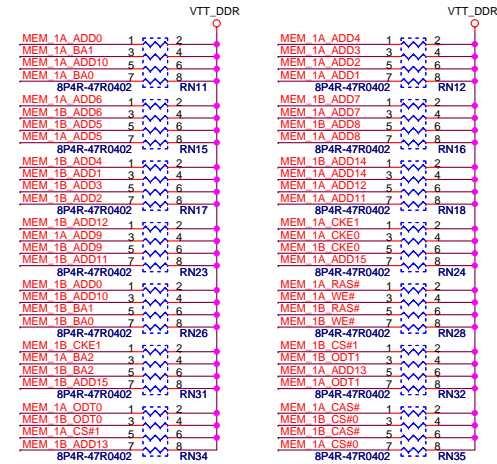 VTT_DDR
MEM_1A_ADD0 1 2
MEM_1A_BA1 3 4
MEM_1A_ADD10 5 6
MEM_1A_BA0 7 8
8P4R-47R0402 RN11
MEM_1A_ADD6 1 2
MEM_1B_ADD6 3 4
MEM_1B_ADD5 5 6
MEM_1A_ADD5 7 8
8P4R-47R0402 RN15
MEM_1B_ADD4 1 2
MEM_1B_ADD1 3 4
MEM_1B_ADD3 5 6
MEM_1B_ADD2 7 8
8P4R-47R0402 RN17
MEM_1B_ADD12 1 2
MEM_1A_ADD9 3 4
MEM_1B_ADD9 5 6
MEM_1B_ADD11 7 8
8P4R-47R0402 RN23
MEM_1B_ADD0 1 2
MEM_1B_ADD10 3 4
MEM_1B_BA1 5 6
MEM_1B_BA0 7 8
8P4R-47R0402 RN26
MEM_1B_CKE1 1 2
MEM_1A_BA2 3 4
MEM_1B_BA2 5 6
MEM_1B_ADD15 7 8
8P4R-47R0402 RN31
MEM_1A_ODT0 1 2
MEM_1B_ODT0 3 4
MEM_1A_CS#1 5 6
MEM_1B_ADD13 7 8
8P4R-47R0402 RN34
VTT_DDR
MEM_1A_ADD4 1 2
MEM_1A_ADD3 3 4
MEM_1A_ADD2 5 6
MEM_1A_ADD1 7 8
8P4R-47R0402 RN12
MEM_1B_ADD7 1 2
MEM_1A_ADD7 3 4
MEM_1B_ADD8 5 6
MEM_1A_ADD8 7 8
8P4R-47R0402 RN16
MEM_1B_ADD14 1 2
MEM_1A_ADD14 3 4
MEM_1A_ADD12 5 6
MEM_1A_ADD11 7 8
8P4R-47R0402 RN18
MEM_1A_CKE1 1 2
MEM_1A_CKE0 3 4
MEM_1B_CKE0 5 6
MEM_1A_ADD15 7 8
8P4R-47R0402 RN24
MEM_1A_RAS# 1 2
MEM_1A_WE# 3 4
MEM_1B_RAS# 5 6
MEM_1B_WE# 7 8
8P4R-47R0402 RN28
MEM_1B_CS#1 1 2
MEM_1B_ODT1 3 4
MEM_1A_ADD13 5 6
MEM_1A_ODT1 7 8
8P4R-47R0402 RN32
MEM_1A_CAS# 1 2
MEM_1B_CS#0 3 4
MEM_1B_CAS# 5 6
MEM_1A_CS#0 7 8
8P4R-47R0402 RN35